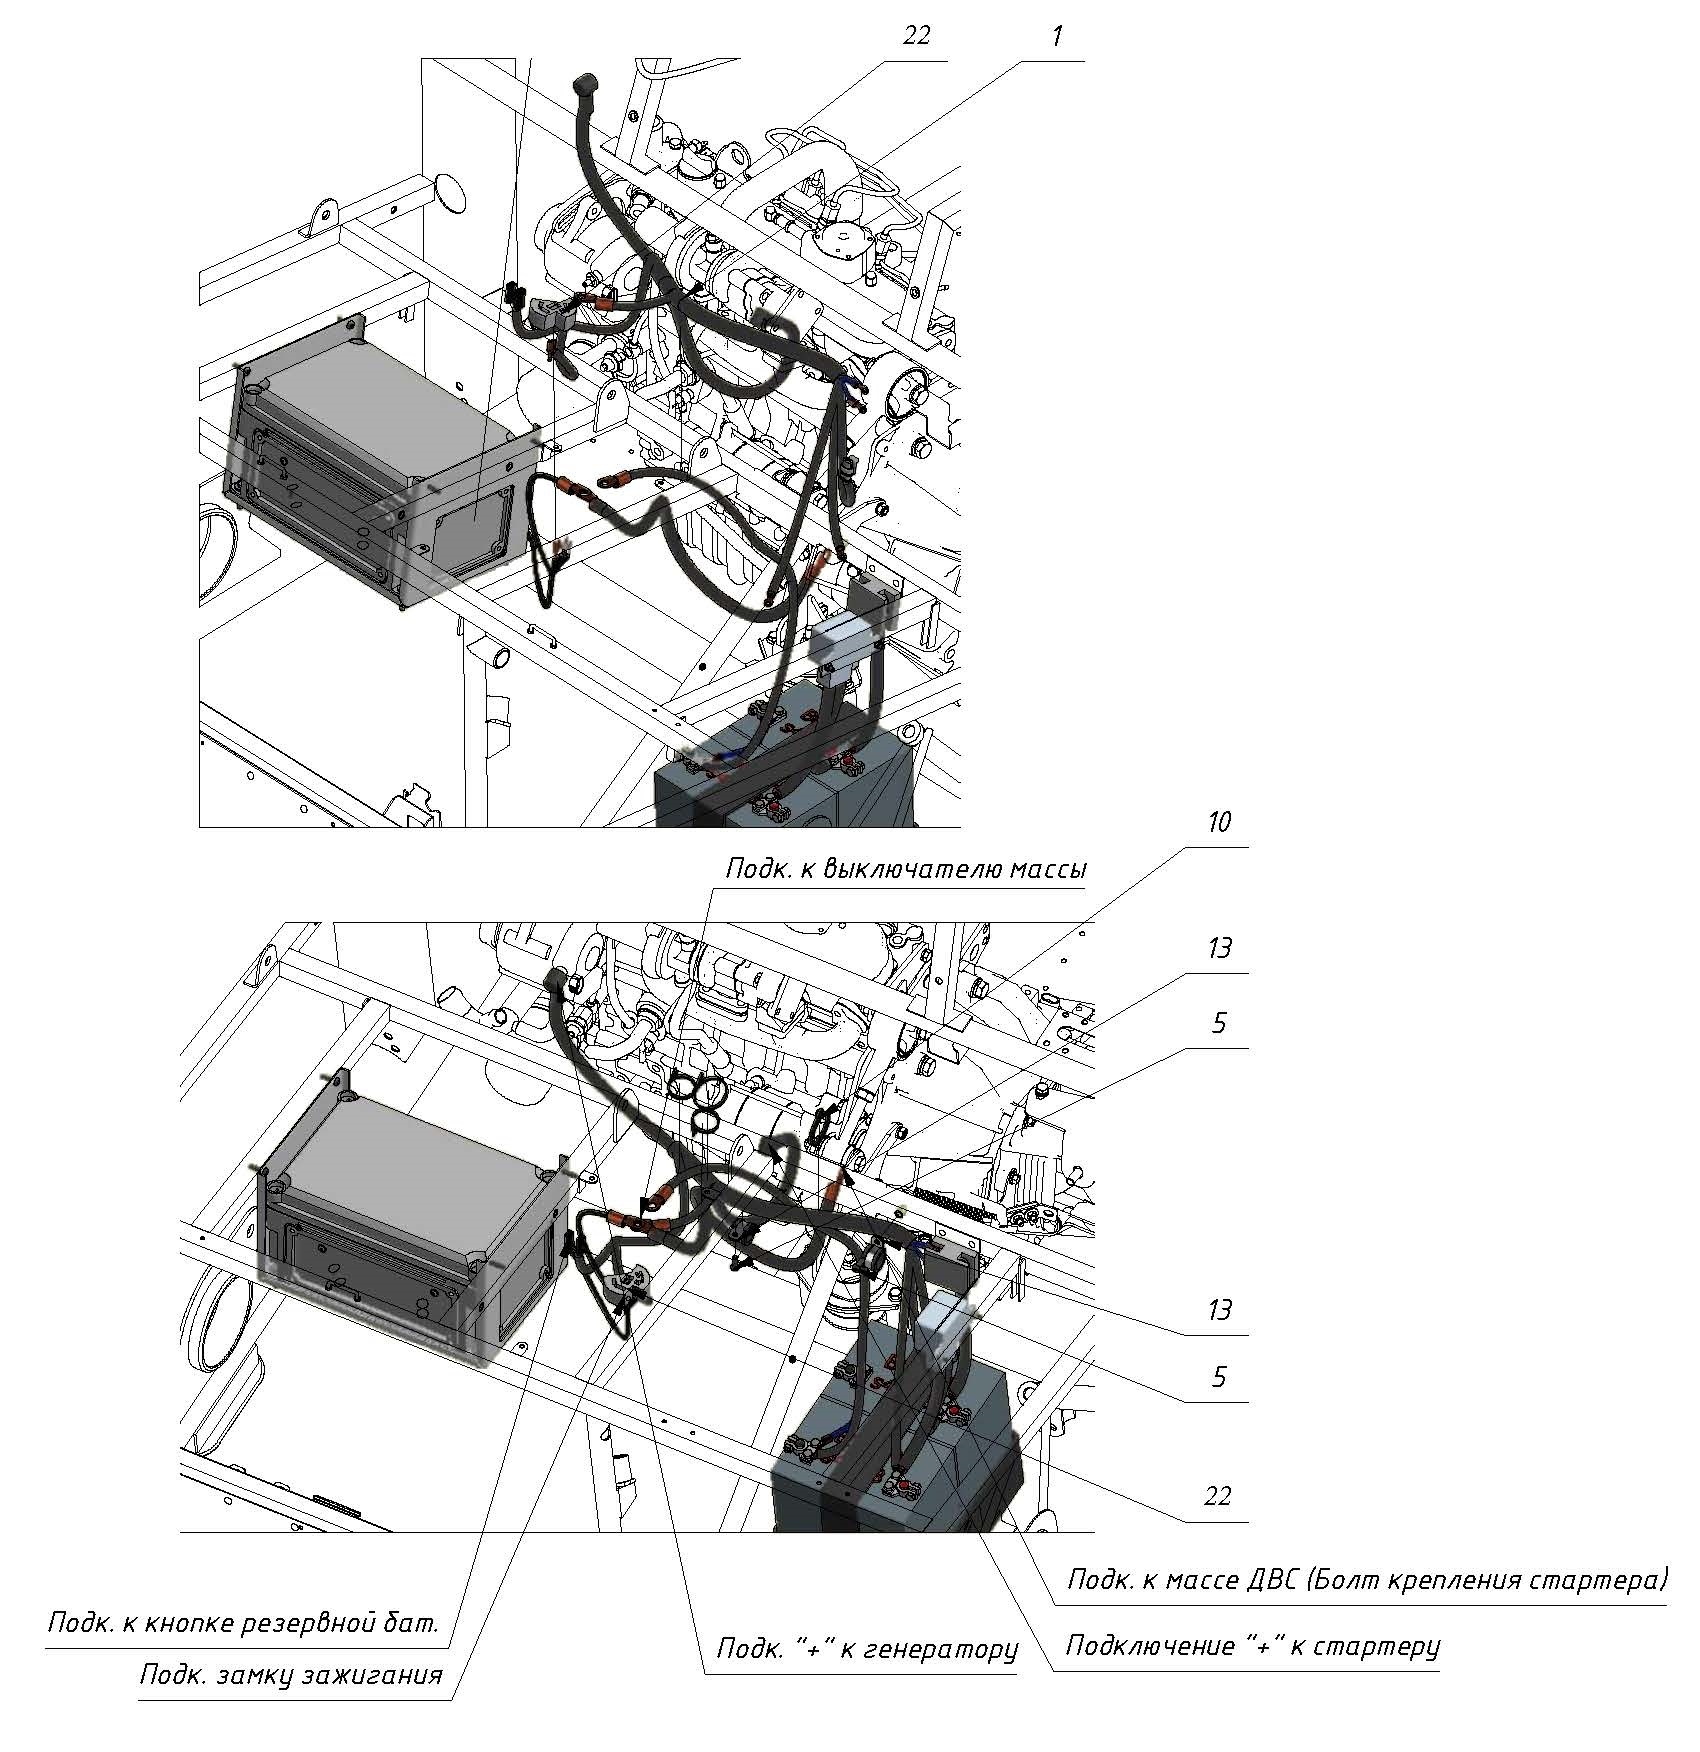 22
1
10
Подк. к выключателю массы
13
5
13
5
22
Подк. к массе ДВС (Болт крепления стартера)
Подк. к кнопке резервной бат.
Подк. "+" к генератору
Подключение "+" к стартеру
Подк. замку зажигания